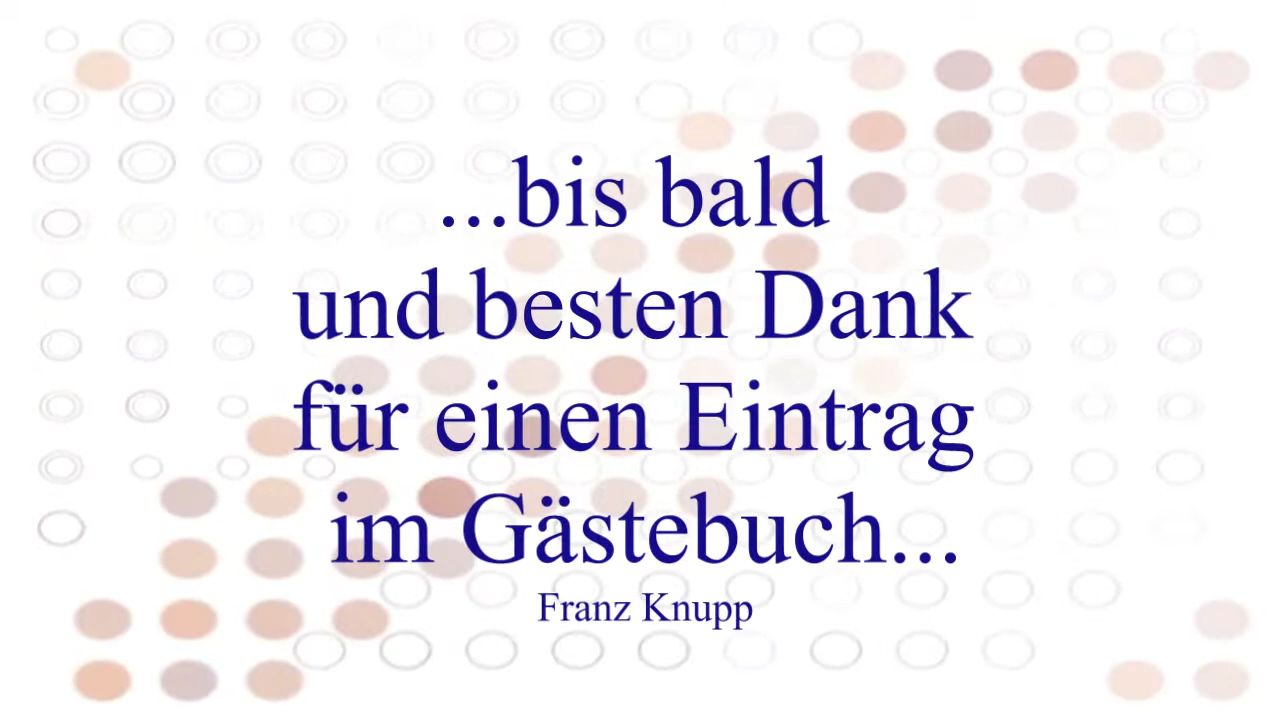 ...bis bald
und besten Dank
für einen Eintrag
im Gästebuch...
Franz Knupp